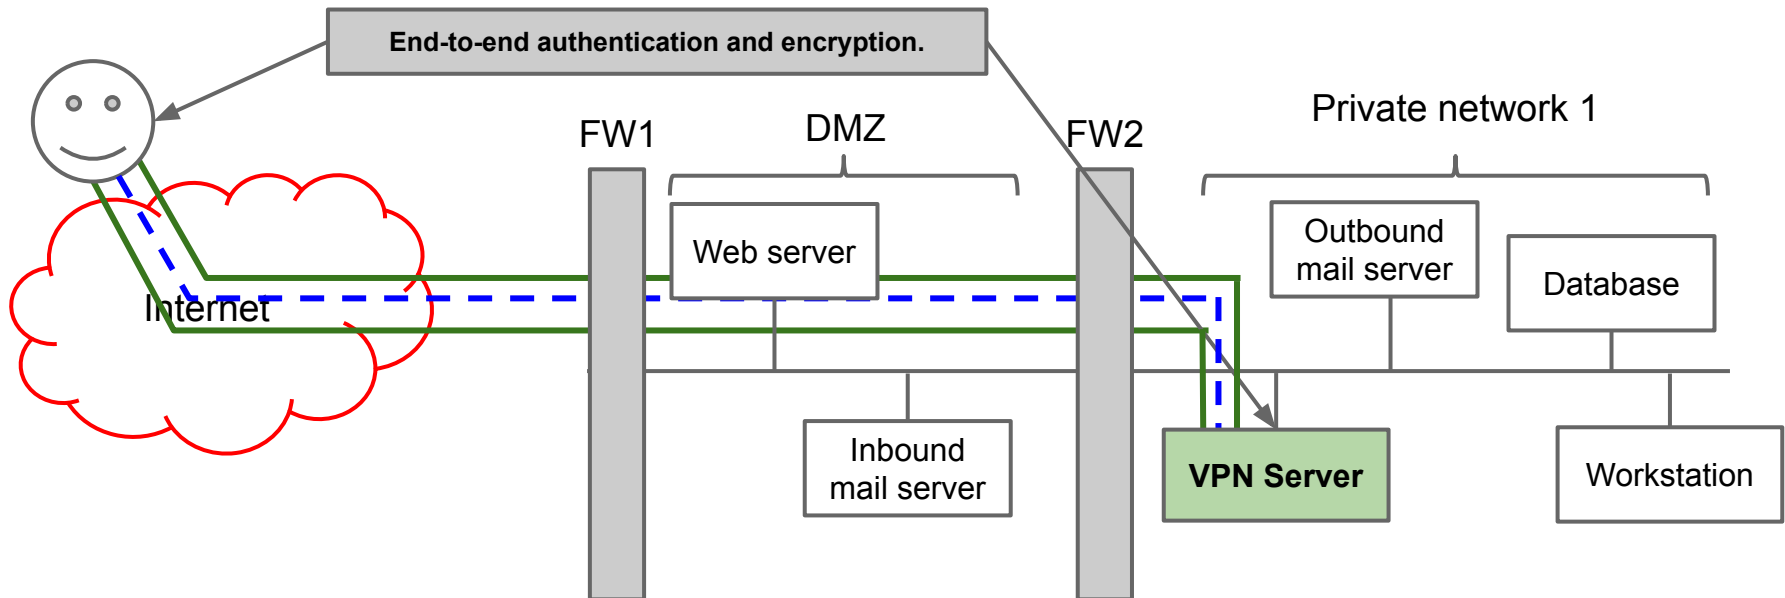 End-to-end authentication and encryption.
Private network 1
FW1
DMZ
FW2
Web server
Outbound
mail server
Database
Internet
Inbound
mail server
VPN Server
Workstation